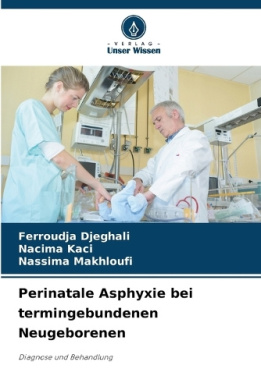 VERLAG
Unser Wissen
Ferroudja Djeghali
Nacima Kaci
Nassima Makhloufi
Perinatale Asphyxie bei
termingebundenen
Neugeborenen
Diagnose und Behandlung